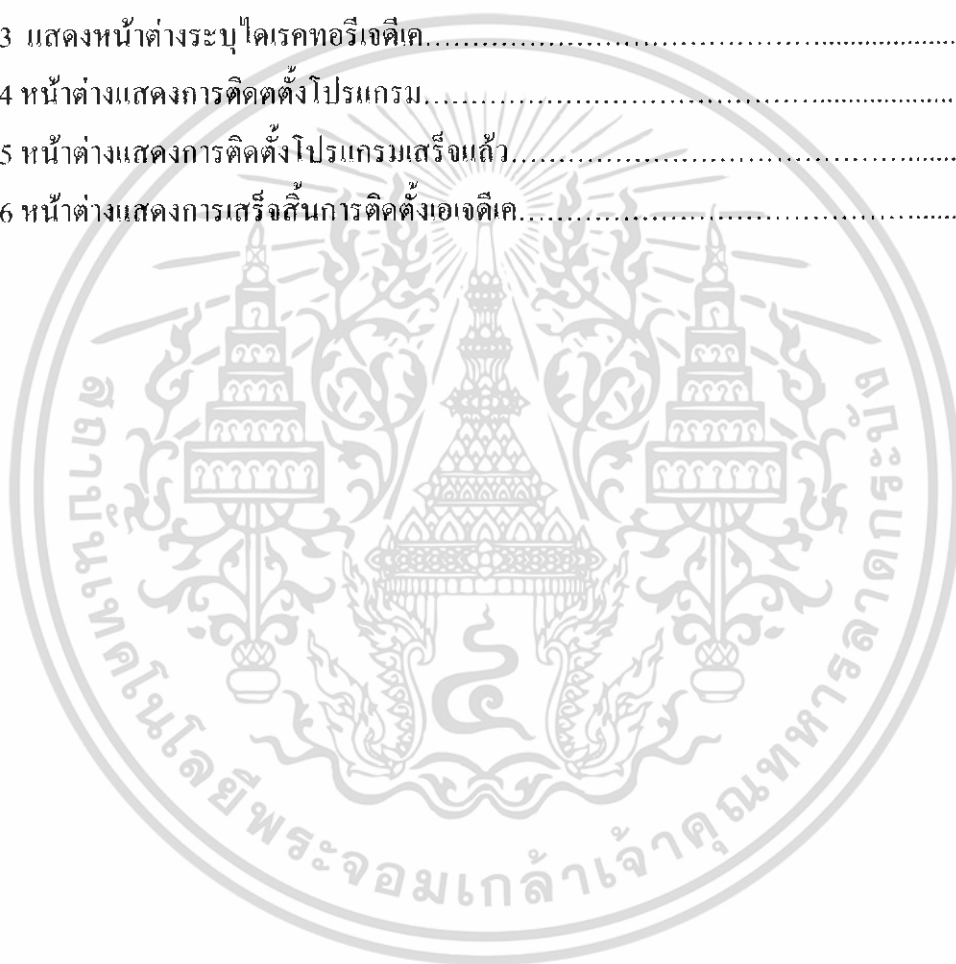 3 แสดงหน้าต่างระบุไดเรคทอรีเจดีเค
4 หน้าต่างแสดงการติดตตั้งโปรแกรม
5 หน้าต่างแสดงการติดตั้งโปรแกรมเสร็จแล้ว
6 หน้าต่างแสดงการเสร็จสิ้นการติดตั้งเอเจดีเค
๔
สถาบันเทคโนโลยีพระจอมเกล้าเจ้าคุณทหารลาดกระบัง